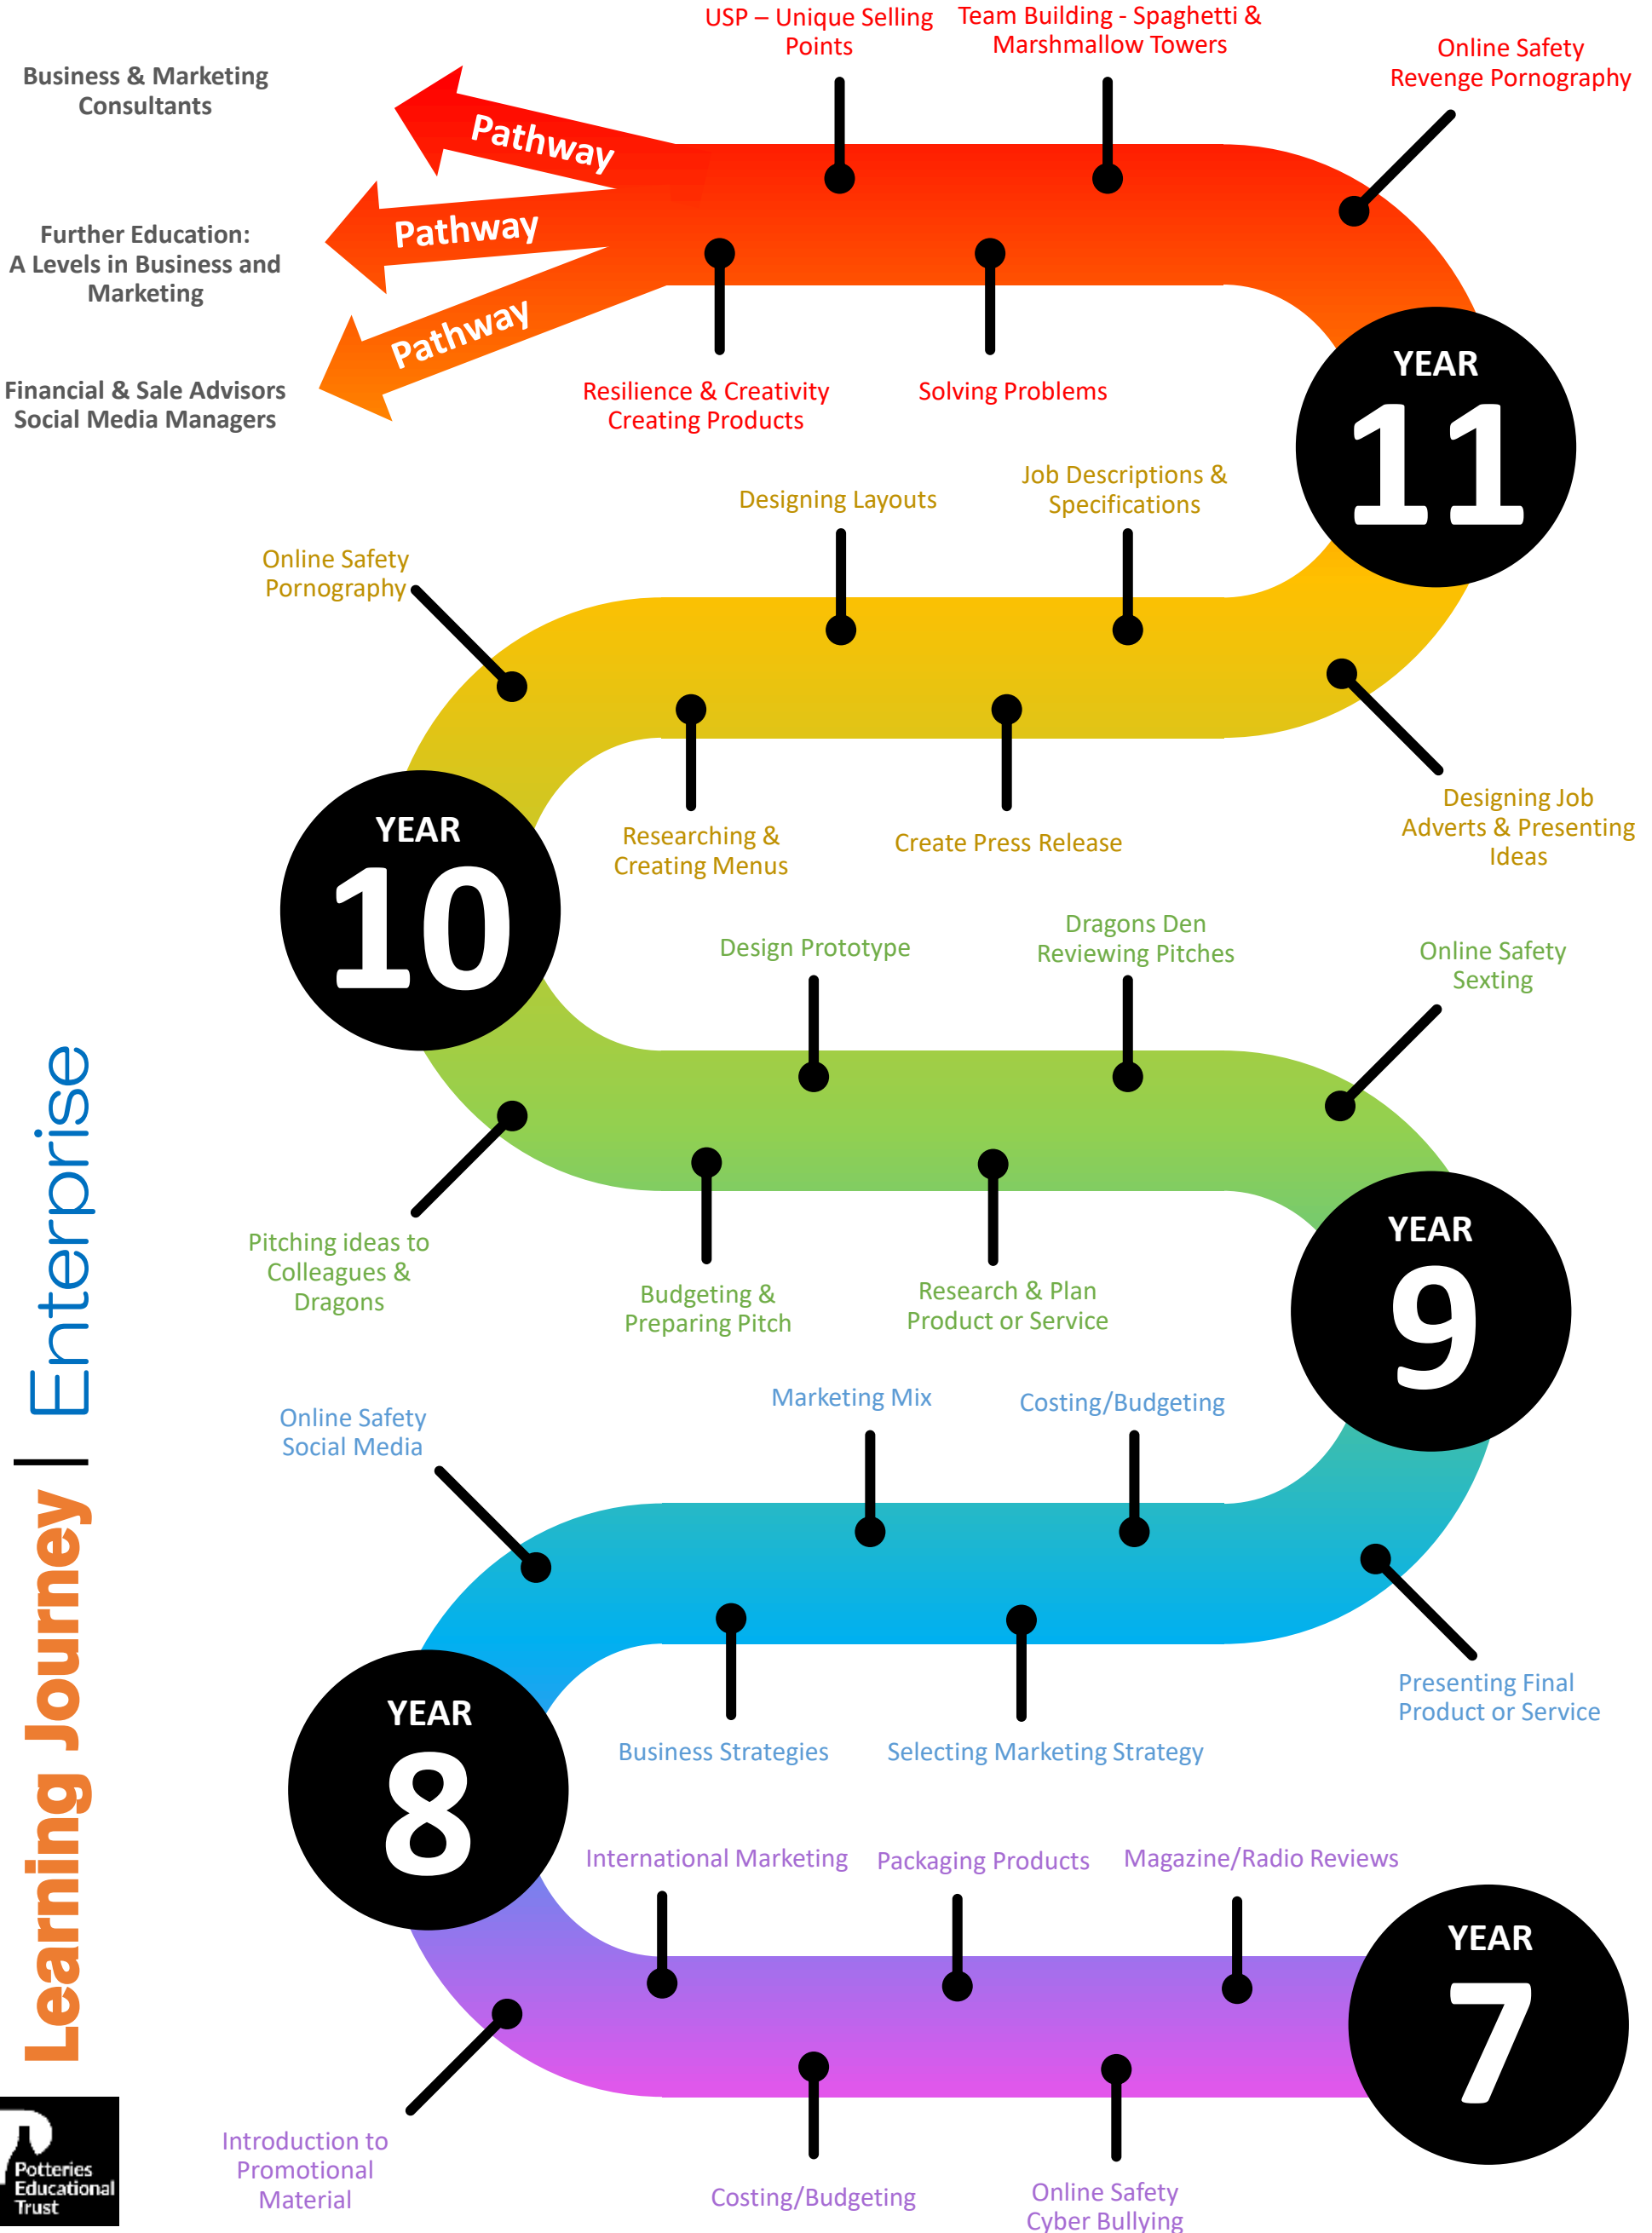 USP – Unique Selling
Points
Team Building - Spaghetti &
Marshmallow Towers
Online Safety
Revenge Pornography
Business & Marketing
Consultants
Pathway
Further Education:
A Levels in Business and
Marketing
Pathway
Financial & Sale Advisors
Social Media Managers
Pathway
Resilience & Creativity
Creating Products
Solving Problems
YEAR
11
Designing Layouts
Job Descriptions &
Specifications
Online Safety
Pornography
Researching &
Creating Menus
Create Press Release
Designing Job
Adverts & Presenting
Ideas
YEAR
10
Design Prototype
Dragons Den
Reviewing Pitches
Online Safety
Sexting
Pitching ideas to
Colleagues &
Dragons
Budgeting &
Preparing Pitch
Research & Plan
Product or Service
YEAR
9
Marketing Mix
Costing/Budgeting
Online Safety
Social Media
Business Strategies
Selecting Marketing Strategy
Presenting Final
Product or Service
YEAR
8
International Marketing
Packaging Products
Magazine/Radio Reviews
YEAR
7
Introduction to
Promotional
Material
Costing/Budgeting
Online Safety
Cyber Bullying
Learning Journey | Enterprise
Potteries
Educational
Trust